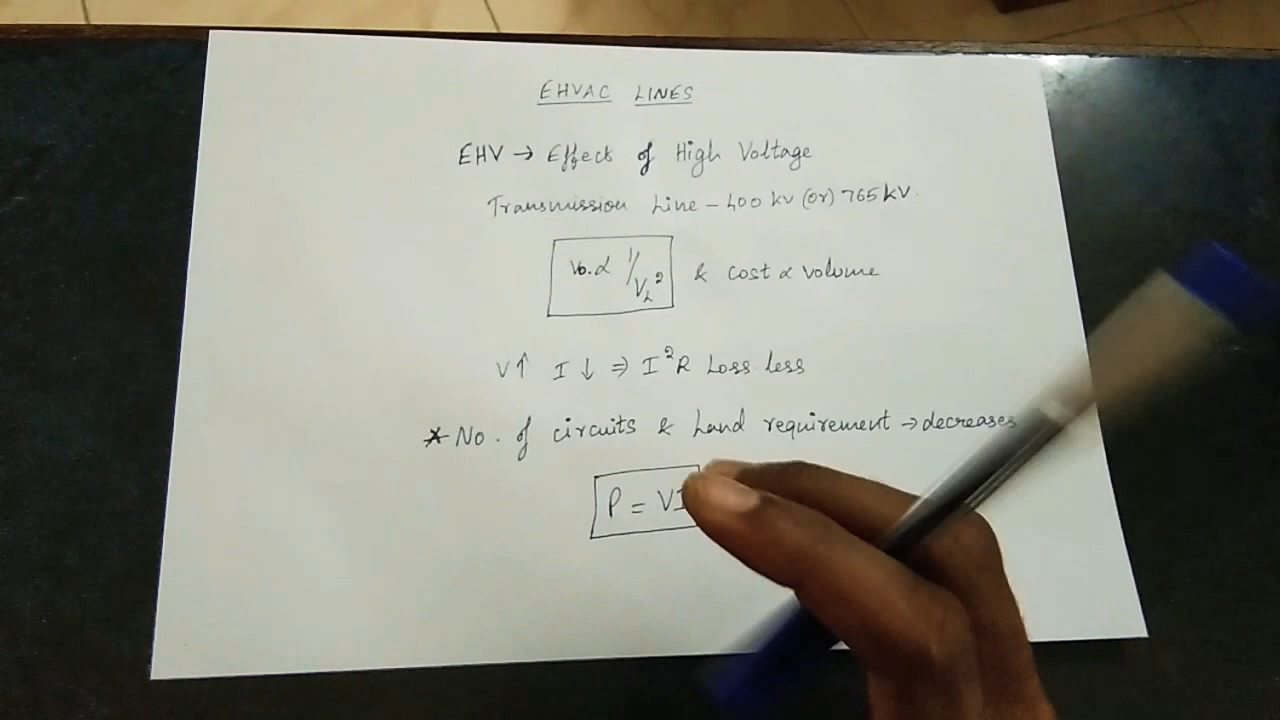 EHVAC LINES
EHV → Effect of High Voltage
Transmission Line - 400 kv (or) 765 kV.
Vo. ∝ 1/V_L² & cost ∝ volume
V↑ I↓ ⇒ I²R Loss less
* No. of circuits & Land requirement → decreases
P = VI